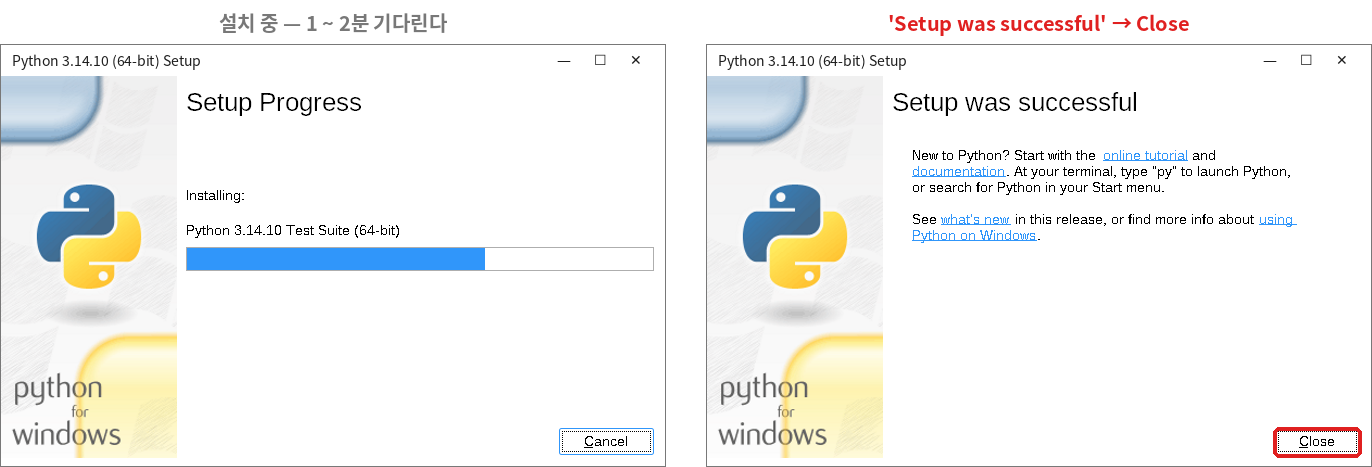 설치 중 — 1 ~ 2분 기다린다
Python 3.14.10 (64-bit) Setup
Setup Progress
Installing:
Python 3.14.10 Test Suite (64-bit)
python
for
windows
Cancel
'Setup was successful' → Close
Python 3.14.10 (64-bit) Setup
Setup was successful
New to Python? Start with the online tutorial and
documentation. At your terminal, type "py" to launch Python,
or search for Python in your Start menu.
See what's new in this release, or find more info about using
Python on Windows.
python
for
windows
Close